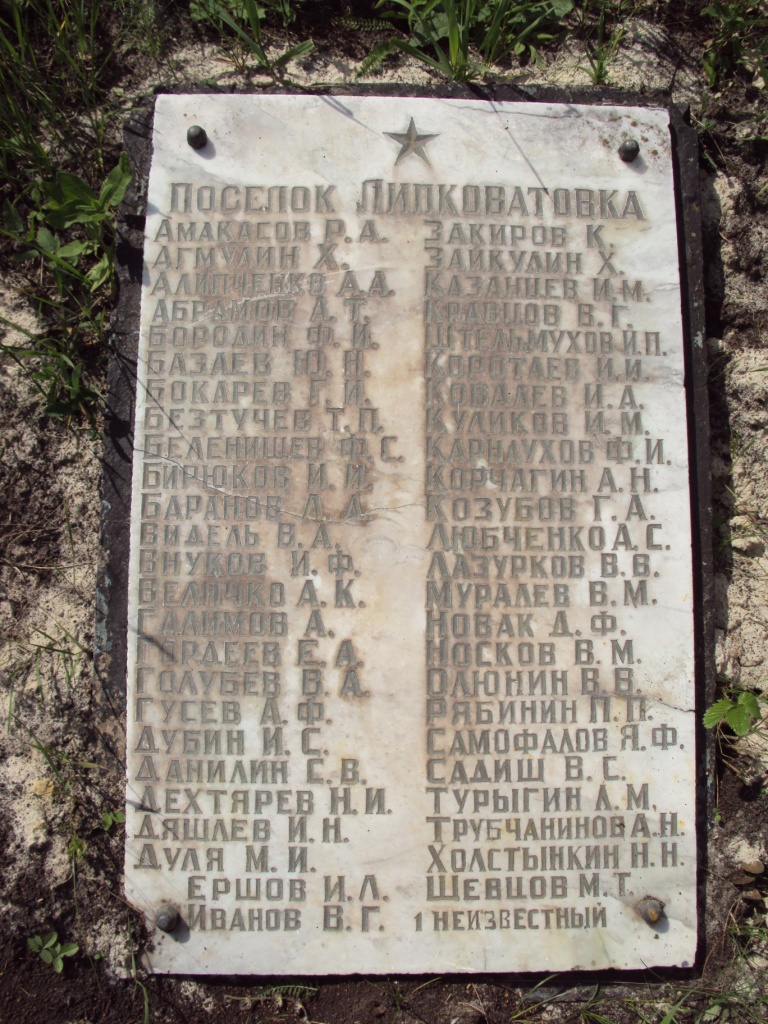 Поселок Липковатовка
Амакасов Р.А.
Агмулин Х.
Алипченко А.А.
Абрамов А.Т.
Бородин Ф.И.
Базаев Ю.Н.
Бокарев Г.И.
Безтучев Т.П.
Беленищев Ф.С.
Бирюков И.И.
Баранов Л.А.
Видель В.А.
Внуков И.Ф.
Величко А.К.
Галимов А.
Гордеев Е.А.
Голубев В.А.
Гусев А.Ф.
Дубин И.С.
Данилин С.В.
Дехтярев Н.И.
Дяшлев И.Н.
Дуля М.И.
Ершов И.Л.
Иванов В.Г.
Закиров К.
Зайкулин Х.
Казанцев И.М.
Кравцов В.Г.
Штельмухов И.П.
Коротаев И.И.
Ковалев И.А.
Куликов И.М.
Карнаухов Ф.И.
Корчагин А.Н.
Козубов Г.А.
Любченко А.С.
Лазурков В.В.
Муралев В.М.
Новак Д.Ф.
Носков В.М.
Олюнин В.В.
Рябинин П.П.
Самофалов Я.Ф.
Садиш В.С.
Турыгин Л.М.
Трубчанинов А.Н.
Холстынкин Н.Н.
Шевцов М.Т.
1 неизвестный